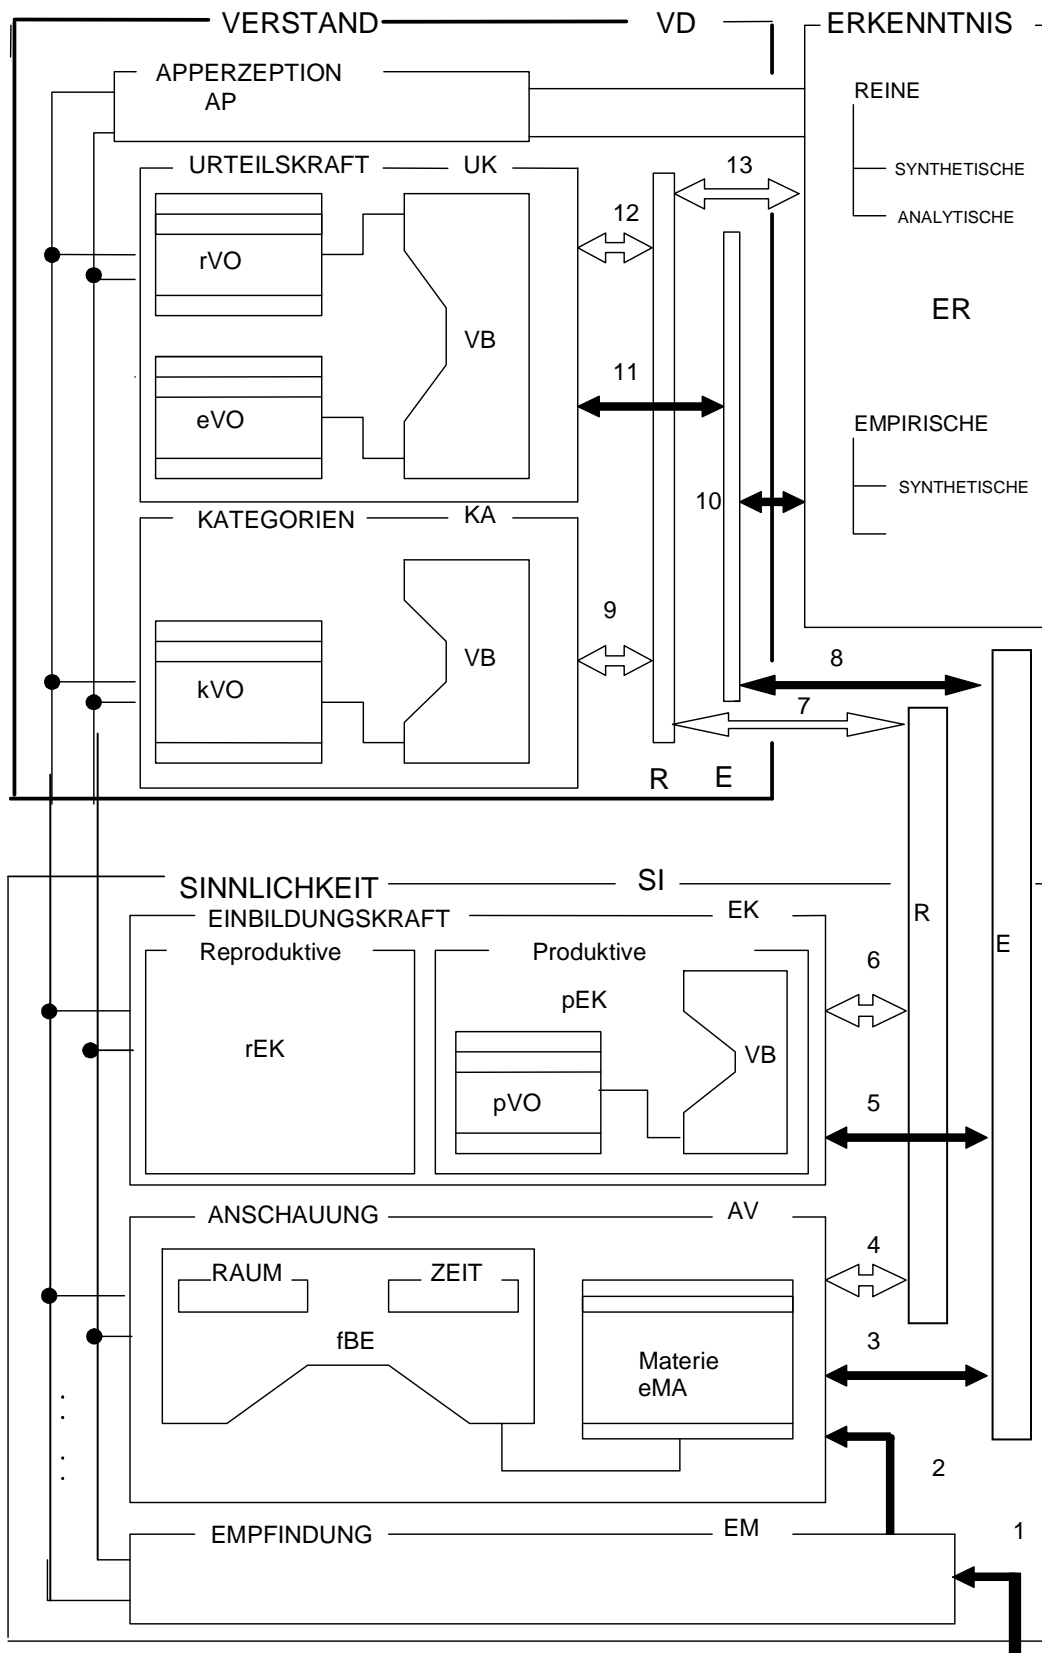 VERSTAND VD
ERKENNTNIS
APPERZEPTION
AP
REINE
SYNTHETISCHE
ANALYTISCHE
ER
EMPIRISCHE
SYNTHETISCHE
URTEILSKRAFT UK
rVO
VB
eVO
13
12
11
10
KATEGORIEN KA
kVO
VB
9
8
7
R E
SINNLICHKEIT SI
EINBILDUNGSKRAFT EK
Reproduktive
rEK
Produktive
pEK
pVO
VB
R
E
6
5
ANSCHAUUNG AV
RAUM ZEIT
fBE
Materie
eMA
4
3
2
EMPFINDUNG EM
1